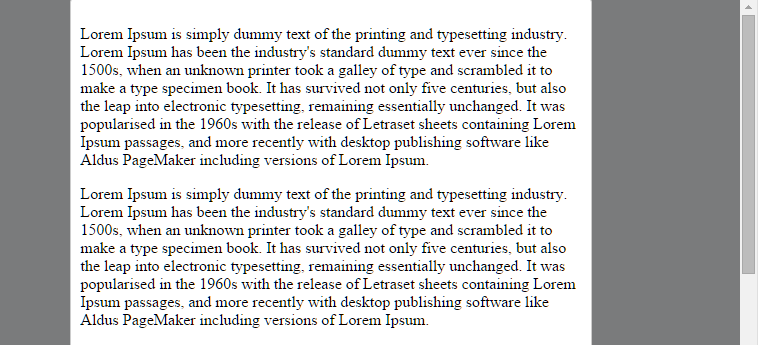 Lorem Ipsum is simply dummy text of the printing and typesetting industry.
Lorem Ipsum has been the industry's standard dummy text ever since the
1500s, when an unknown printer took a galley of type and scrambled it to
make a type specimen book. It has survived not only five centuries, but also
the leap into electronic typesetting, remaining essentially unchanged. It was
popularised in the 1960s with the release of Letraset sheets containing Lorem
Ipsum passages, and more recently with desktop publishing software like
Aldus PageMaker including versions of Lorem Ipsum.
Lorem Ipsum is simply dummy text of the printing and typesetting industry.
Lorem Ipsum has been the industry's standard dummy text ever since the
1500s, when an unknown printer took a galley of type and scrambled it to
make a type specimen book. It has survived not only five centuries, but also
the leap into electronic typesetting, remaining essentially unchanged. It was
popularised in the 1960s with the release of Letraset sheets containing Lorem
Ipsum passages, and more recently with desktop publishing software like
Aldus PageMaker including versions of Lorem Ipsum.